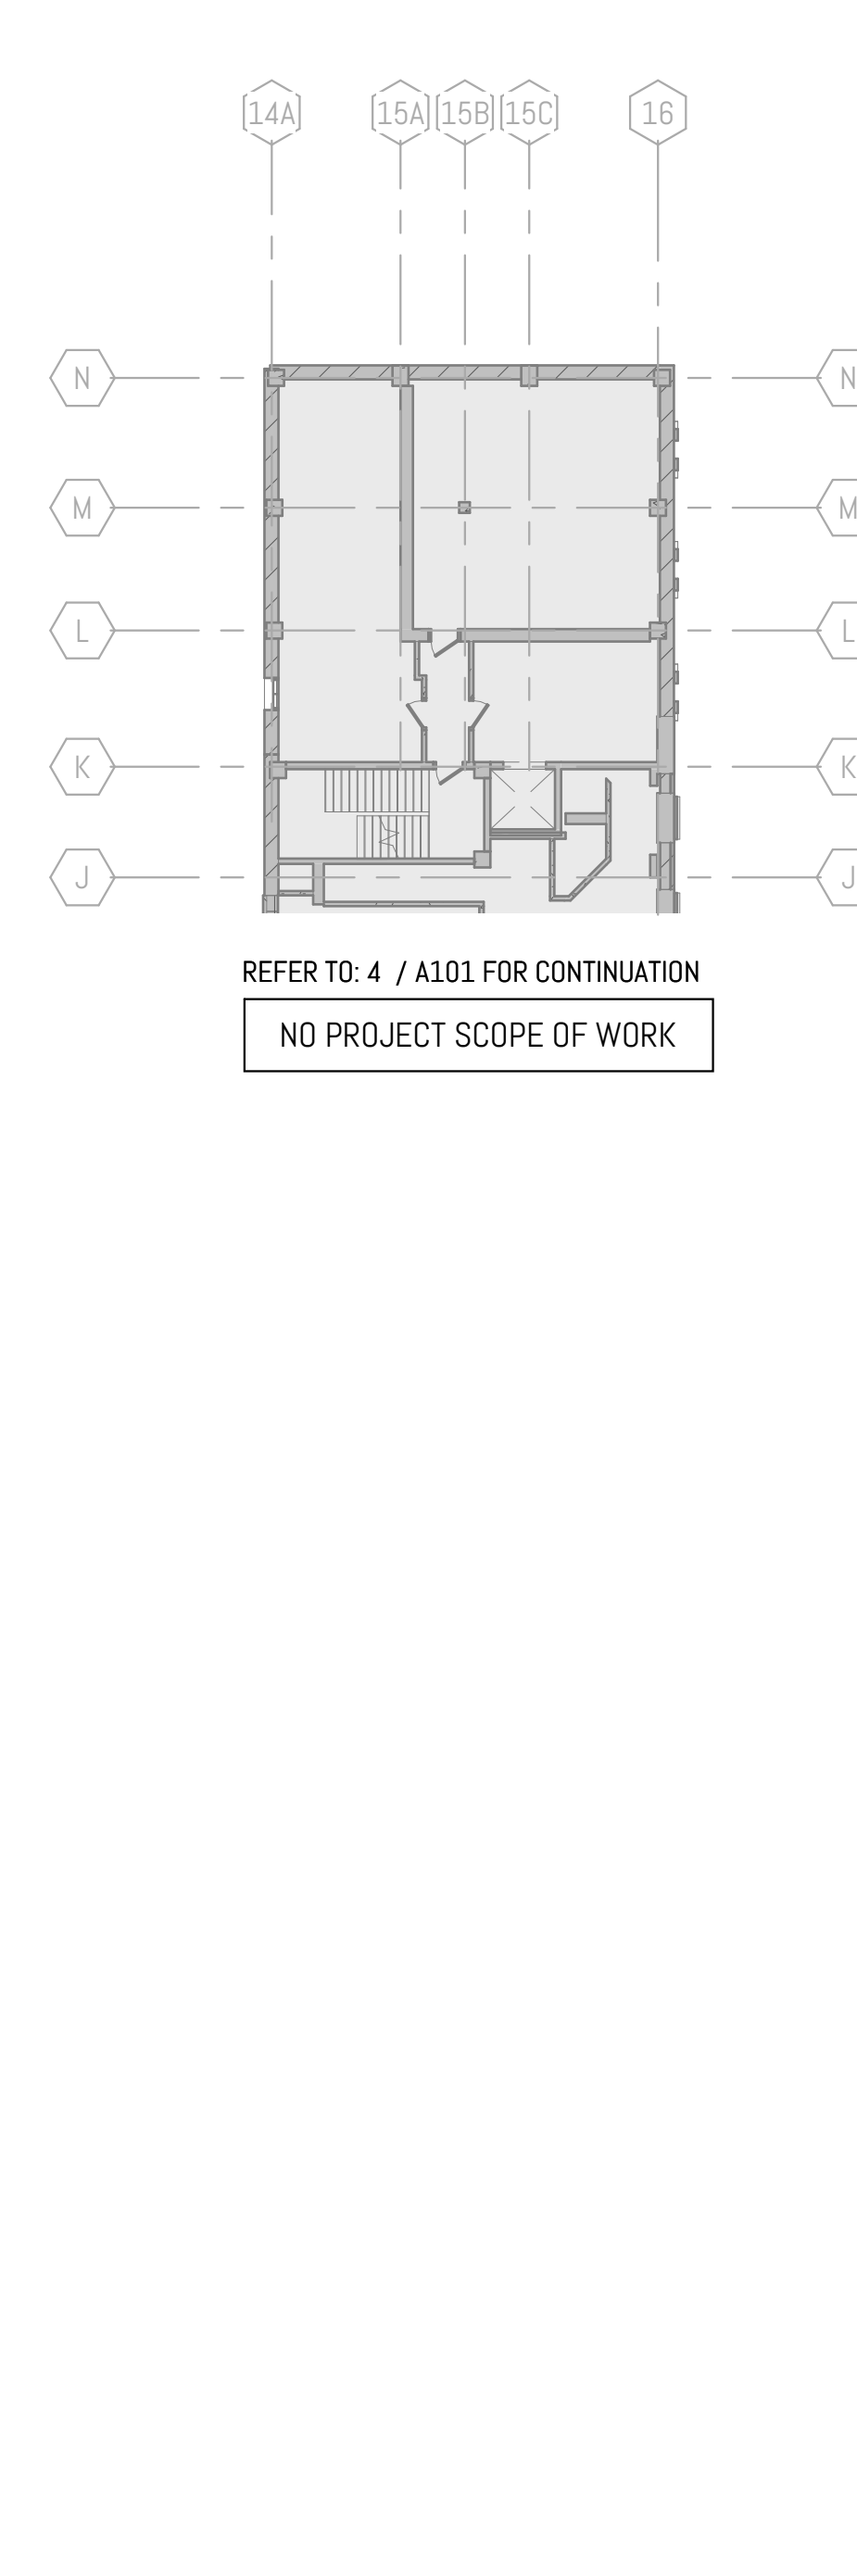 14A 15A 15B 15C 16
N N
M M
L L
K K
J J
REFER TO: 4 / A101 FOR CONTINUATION
NO PROJECT SCOPE OF WORK